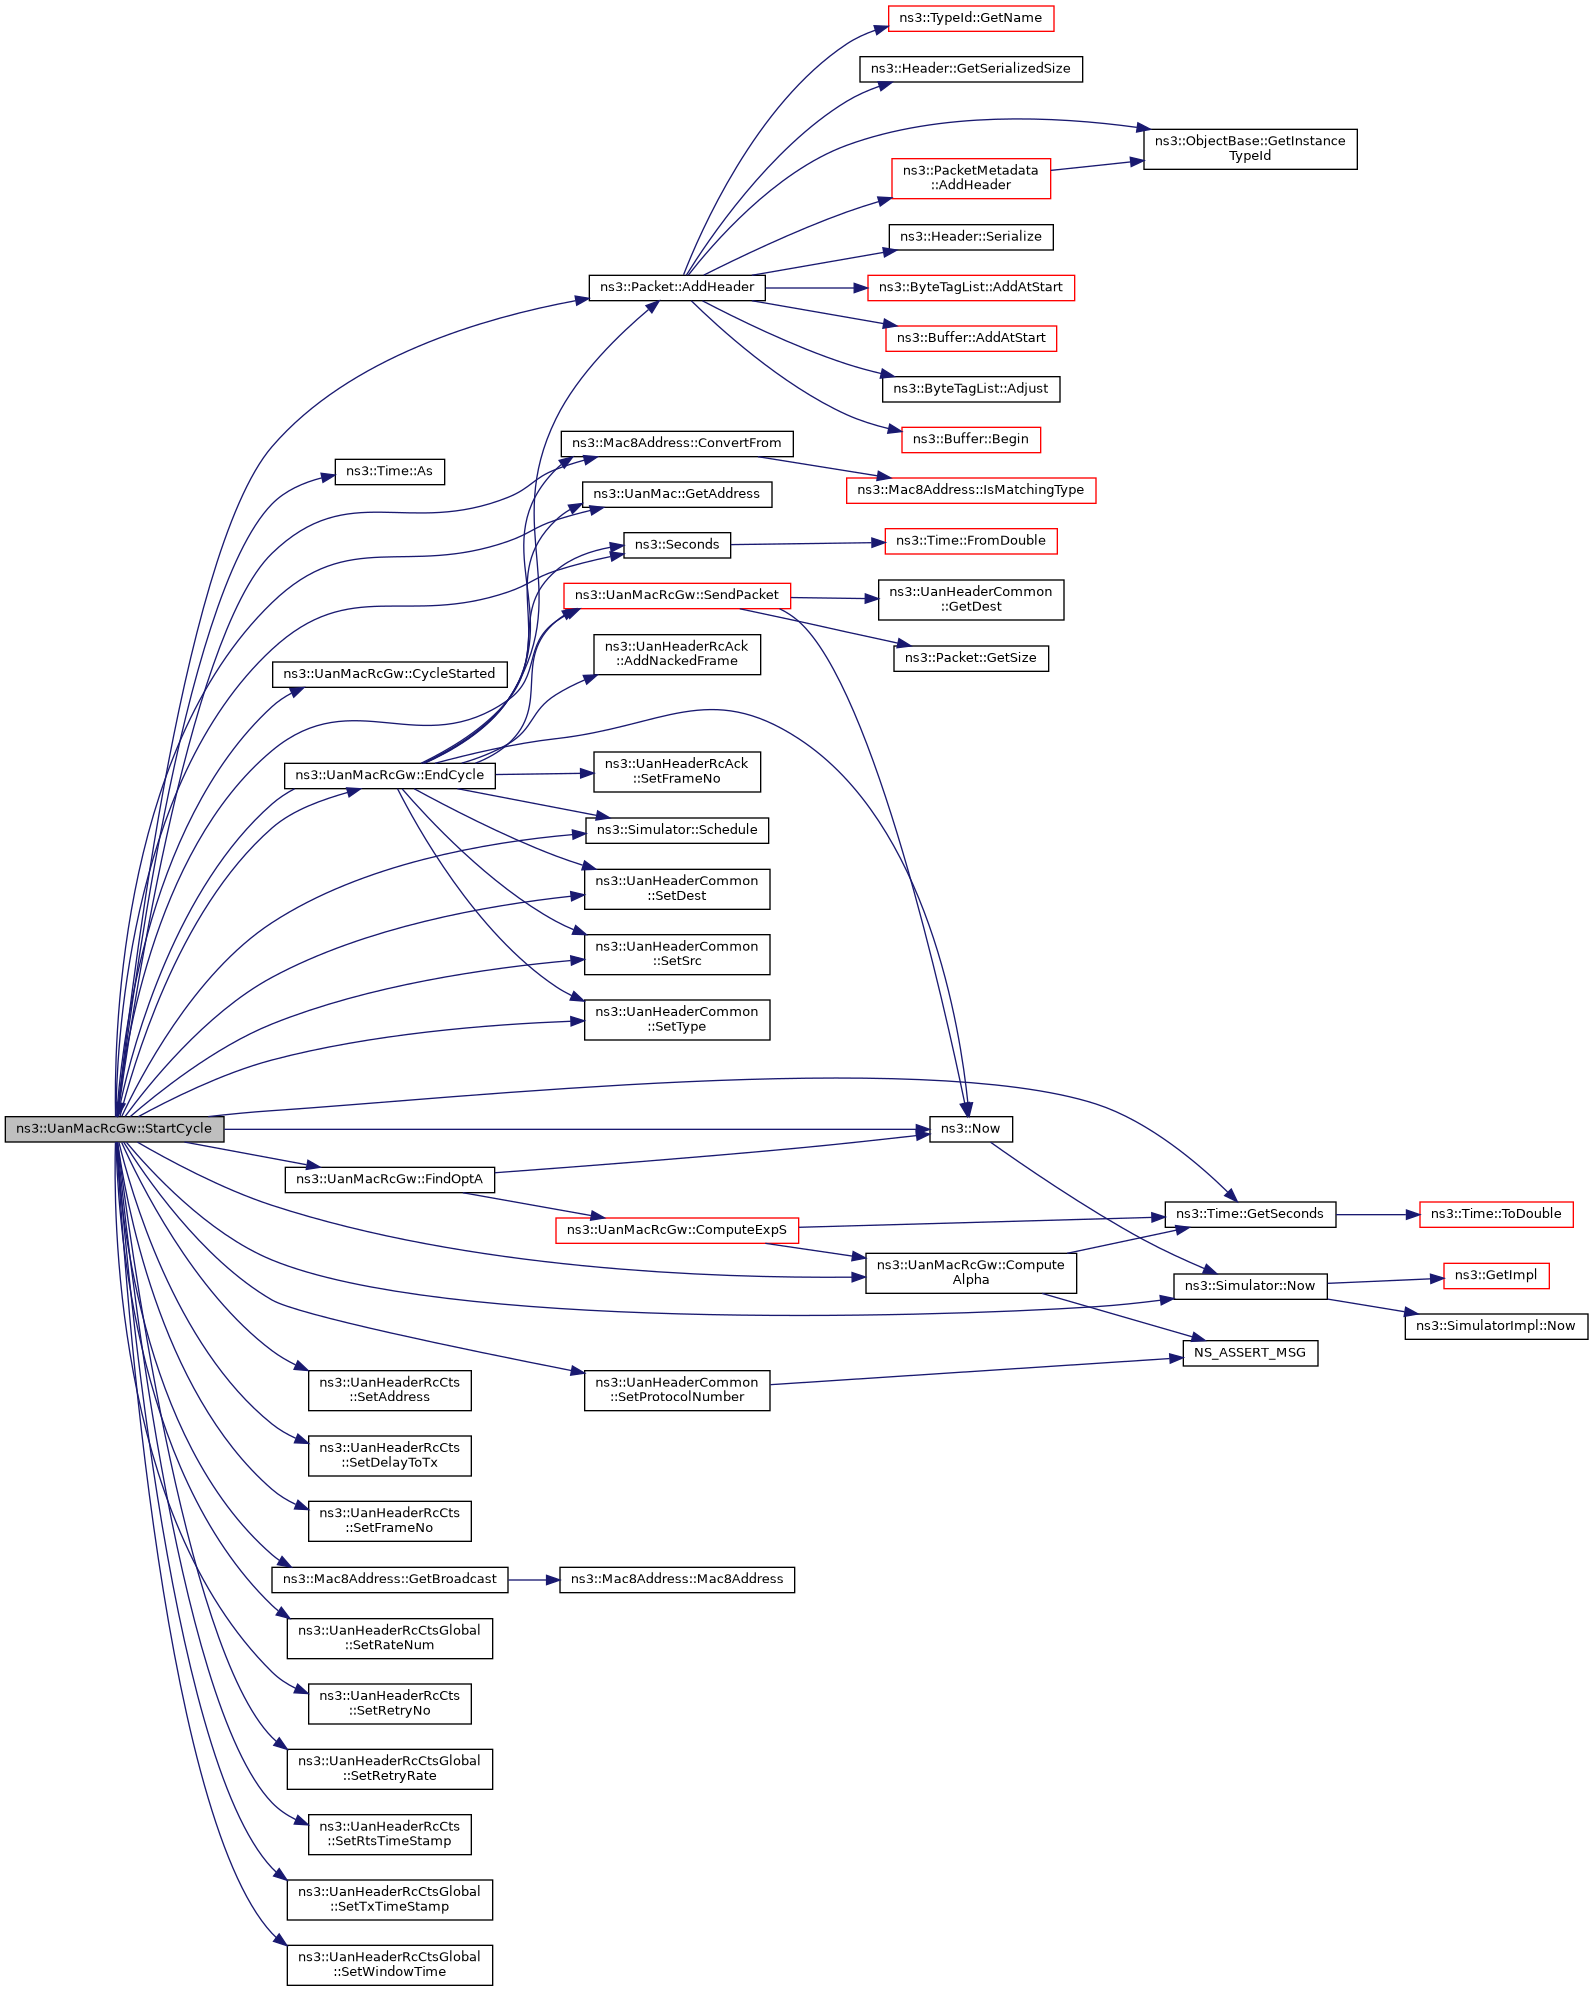 ns3::TypeId::GetName
ns3::Header::GetSerializedSize
ns3::ObjectBase::GetInstance
TypeId
ns3::PacketMetadata
::AddHeader
ns3::Header::Serialize
ns3::Packet::AddHeader
ns3::ByteTagList::AddAtStart
ns3::Buffer::AddAtStart
ns3::ByteTagList::Adjust
ns3::Buffer::Begin
ns3::Mac8Address::ConvertFrom
ns3::Time::As
ns3::Mac8Address::IsMatchingType
ns3::UanMac::GetAddress
ns3::Seconds
ns3::Time::FromDouble
ns3::UanMacRcGw::SendPacket
ns3::UanHeaderCommon
::GetDest
ns3::Packet::GetSize
ns3::UanHeaderRcAck
::AddNackedFrame
ns3::UanMacRcGw::CycleStarted
ns3::UanMacRcGw::EndCycle
ns3::UanHeaderRcAck
::SetFrameNo
ns3::Simulator::Schedule
ns3::UanHeaderCommon
::SetDest
ns3::UanHeaderCommon
::SetSrc
ns3::UanHeaderCommon
::SetType
ns3::UanMacRcGw::StartCycle
ns3::Now
ns3::UanMacRcGw::FindOptA
ns3::UanMacRcGw::ComputeExpS
ns3::Time::GetSeconds
ns3::Time::ToDouble
ns3::UanMacRcGw::Compute
Alpha
ns3::Simulator::Now
ns3::GetImpl
ns3::SimulatorImpl::Now
NS_ASSERT_MSG
ns3::UanHeaderRcCts
::SetAddress
ns3::UanHeaderCommon
::SetProtocolNumber
ns3::UanHeaderRcCts
::SetDelayToTx
ns3::UanHeaderRcCts
::SetFrameNo
ns3::Mac8Address::GetBroadcast
ns3::Mac8Address::Mac8Address
ns3::UanHeaderRcCtsGlobal
::SetRateNum
ns3::UanHeaderRcCts
::SetRetryNo
ns3::UanHeaderRcCtsGlobal
::SetRetryRate
ns3::UanHeaderRcCts
::SetRtsTimeStamp
ns3::UanHeaderRcCtsGlobal
::SetTxTimeStamp
ns3::UanHeaderRcCtsGlobal
::SetWindowTime